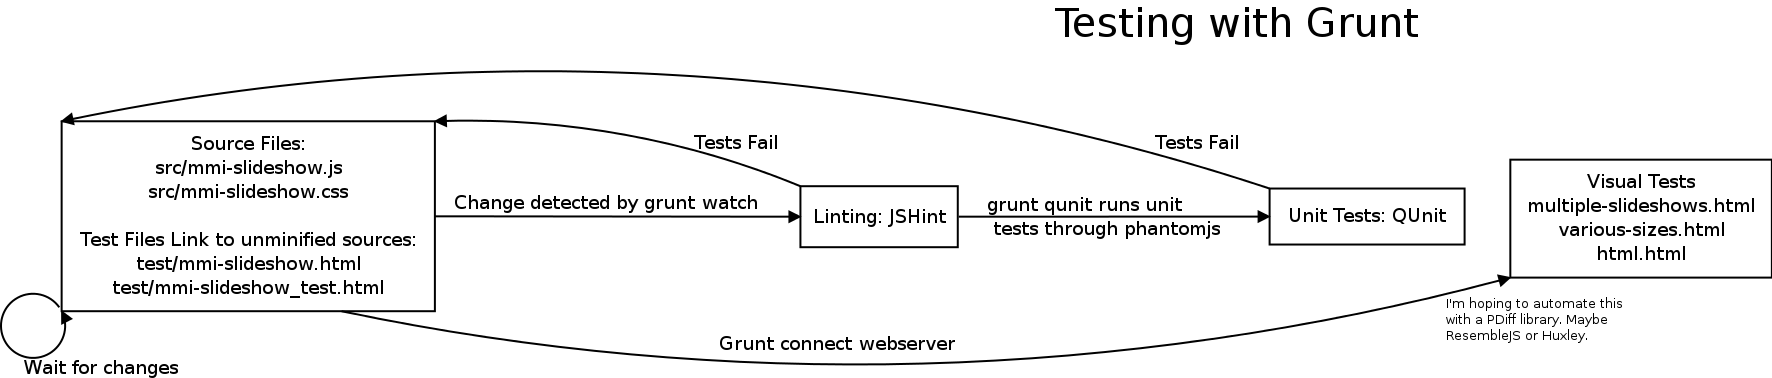 Testing with Grunt
Source Files:
src/mmi-slideshow.js
src/mmi-slideshow.css
Test Files Link to unminified sources:
test/mmi-slideshow.html
test/mmi-slideshow_test.html
Wait for changes
Tests Fail
Change detected by grunt watch
Linting: JSHint
Tests Fail
grunt qunit runs unit
tests through phantomjs
Unit Tests: QUnit
Visual Tests
multiple-slideshows.html
various-sizes.html
html.html
I'm hoping to automate this
with a PDiff library. Maybe
ResembleJS or Huxley.
Grunt connect webserver